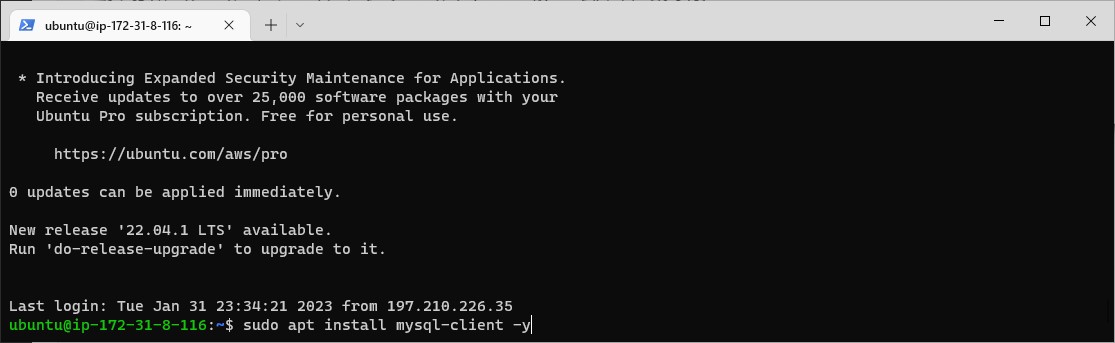 ubuntu@ip-172-31-8-116: ~
* Introducing Expanded Security Maintenance for Applications.
Receive updates to over 25,000 software packages with your
Ubuntu Pro subscription. Free for personal use.
https://ubuntu.com/aws/pro
0 updates can be applied immediately.
New release '22.04.1 LTS' available.
Run 'do-release-upgrade' to upgrade to it.
Last login: Tue Jan 31 23:34:21 2023 from 197.210.226.35
ubuntu@ip-172-31-8-116:~$ sudo apt install mysql-client -y